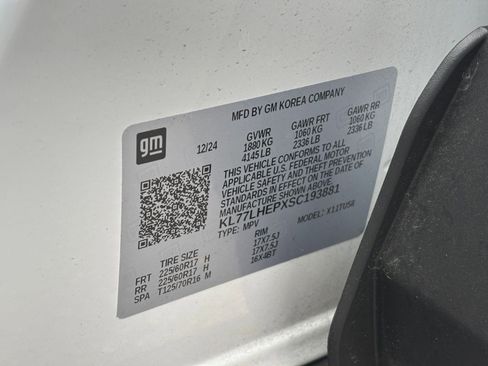 MFD BY GM KOREA COMPANY
gm
12/24
GVWR GAWR FRT GAWR RR
1880 KG 1060 KG 1060 KG
4145 LB 2336 LB 2336 LB
THIS VEHICLE CONFORMS TO ALL
APPLICABLE U.S. FEDERAL MOTOR
VEHICLE SAFETY AND THEFT PREVENTION
STANDARDS IN EFFECT ON THE DATE OF
MANUFACTURE SHOWN ABOVE.
KL77LHEPXSC193881
TYPE: MPV MODEL: X11TUSII
TIRE SIZE RIM
FRT 225/60R17 H 17X7.5J
RR 225/60R17 H 17X7.5J
SPA T125/70R16 M 16X4BT